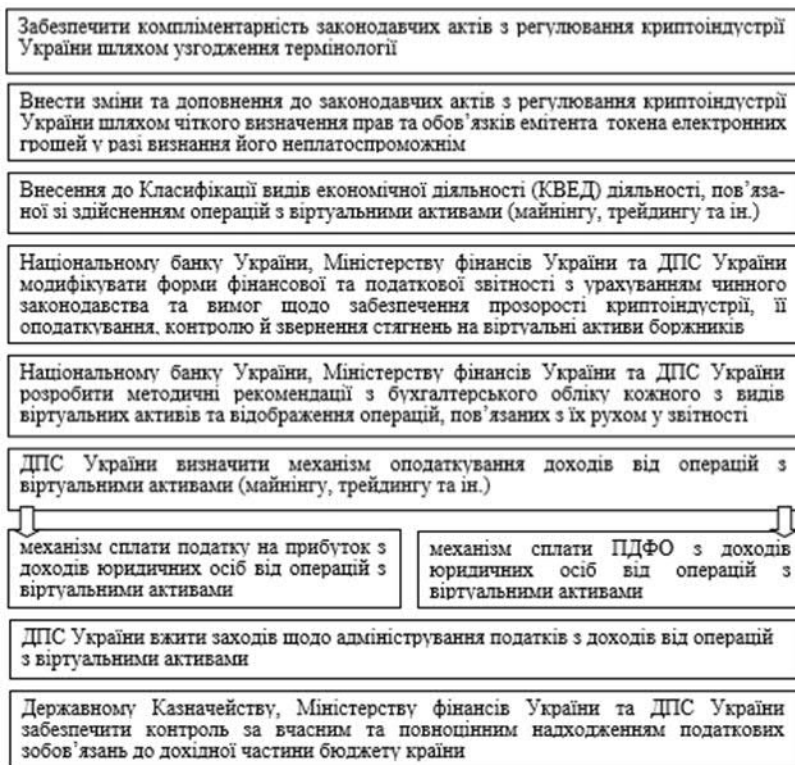 Забезпечити компліментарність законодавчих актів з регулювання криптоіндустрії
України шляхом узгодження термінології
Внести зміни та доповнення до законодавчих актів з регулювання криптоіндустрії
України шляхом чіткого визначення прав та обов’язків емітента токена електронних
грошей у разі визнання його неплатоспроможнім
Внесення до Класифікації видів економічної діяльності (КВЕД) діяльності, пов’яза-
ної зі здійсненням операцій з віртуальними активами (майнінгу, трейдингу та ін.)
Національному банку України, Міністерству фінансів України та ДПС України
модифікувати форми фінансової та податкової звітності з урахуванням чинного
законодавства та вимог щодо забезпечення прозорості криптоіндустрії, її
оподаткування, контролю й звернення стягнень на віртуальні активи боржників
Національному банку України, Міністерству фінансів України та ДПС України
розробити методичні рекомендації з бухгалтерського обліку кожного з видів
віртуальних активів та відображення операцій, пов’язаних з їх рухом у звітності
ДПС України визначити механізм оподаткування доходів від операцій з
віртуальними активами (майнінгу, трейдингу та ін.)
механізм сплати податку на прибуток з
доходів юридичних осіб від операцій з
віртуальними активами
механізм сплати ПДФО з доходів
юридичних осіб від операцій з
віртуальними активами
ДПС України вжити заходів щодо адміністрування податків з доходів від операцій
з віртуальними активами
Державному Казначейству, Міністерству фінансів України та ДПС України
забезпечити контроль за вчасним та повноцінним надходженням податкових
зобов’язань до дохідної частини бюджету країни